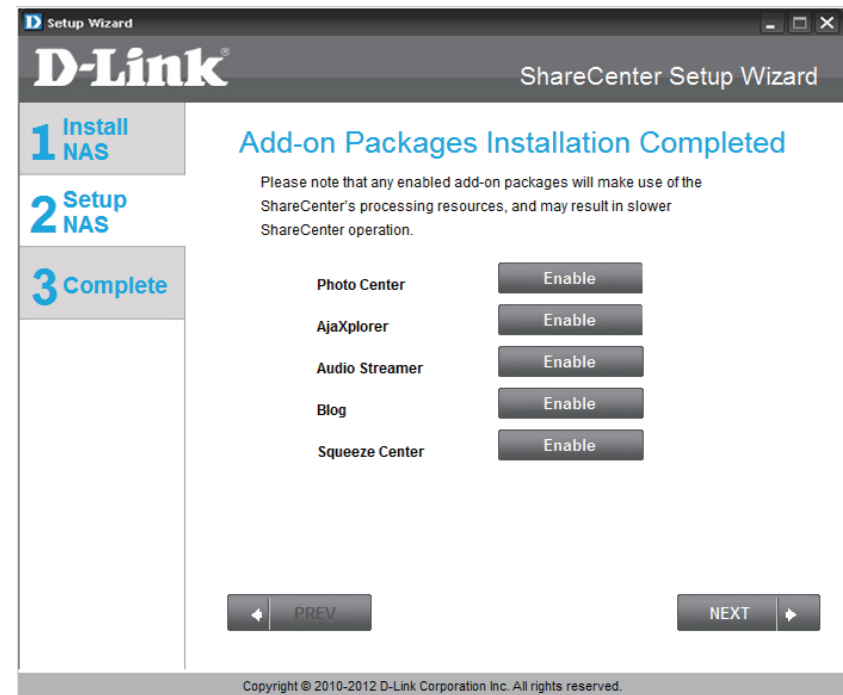 Setup Wizard
D-Link®
ShareCenter Setup Wizard
1 Install
NAS
2 Setup
NAS
3 Complete
Add-on Packages Installation Completed
Please note that any enabled add-on packages will make use of the
ShareCenter's processing resources, and may result in slower
ShareCenter operation.
Photo Center Enable
AjaXplorer Enable
Audio Streamer Enable
Blog Enable
Squeeze Center Enable
PREV
NEXT
Copyright © 2010-2012 D-Link Corporation Inc. All rights reserved.